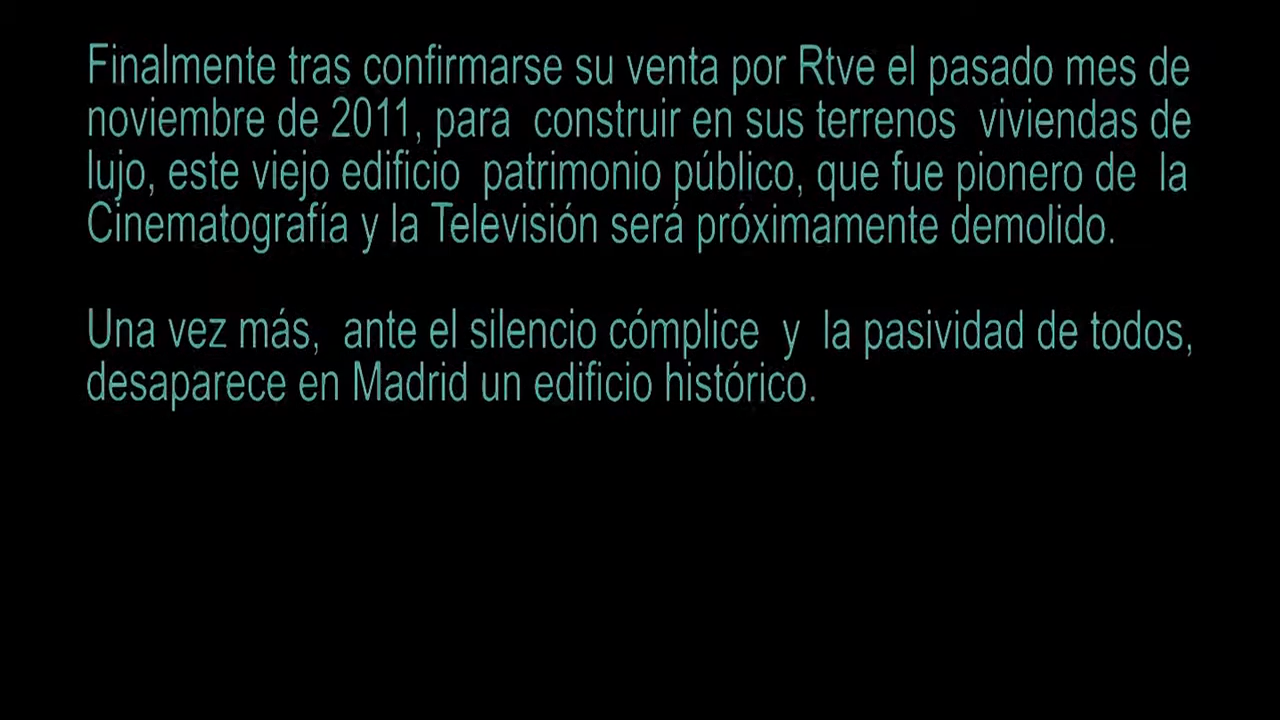 Finalmente tras confirmarse su venta por Rtve el pasado mes de
noviembre de 2011, para construir en sus terrenos viviendas de
lujo, este viejo edificio patrimonio público, que fue pionero de la
Cinematografía y la Televisión será próximamente demolido.
Una vez más, ante el silencio cómplice y la pasividad de todos,
desaparece en Madrid un edificio histórico.